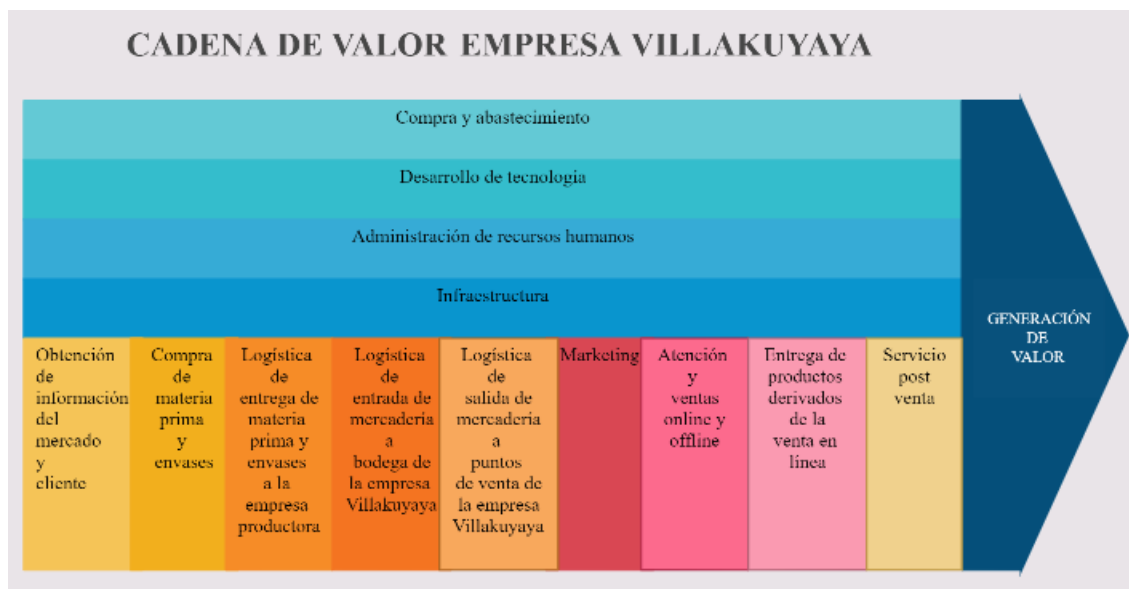 CADENA DE VALOR EMPRESA VILLAKUYAYA
Compra y abastecimiento
Desarrollo de tecnologia
Administración de recursos humanos
Infraestructura
Obtención
de
información
del
mercado
y
cliente
Compra
de
materia
prima
y
envases
Logística
de
entrega de
materia
prima y
envases
a la
empresa
productora
Logística
de
entrada de
mercaderia
a
bodega de
la empresa
Villakuyaya
Logística
de
salida de
mercaderia
a
puntos
de venta de
la empresa
Villakuyaya
Marketing
Atención
y
ventas
online y
offline
Entrega de
productos
derivados
de la
venta en
línea
Servicio
post
venta
GENERACIÓN
DE
VALOR